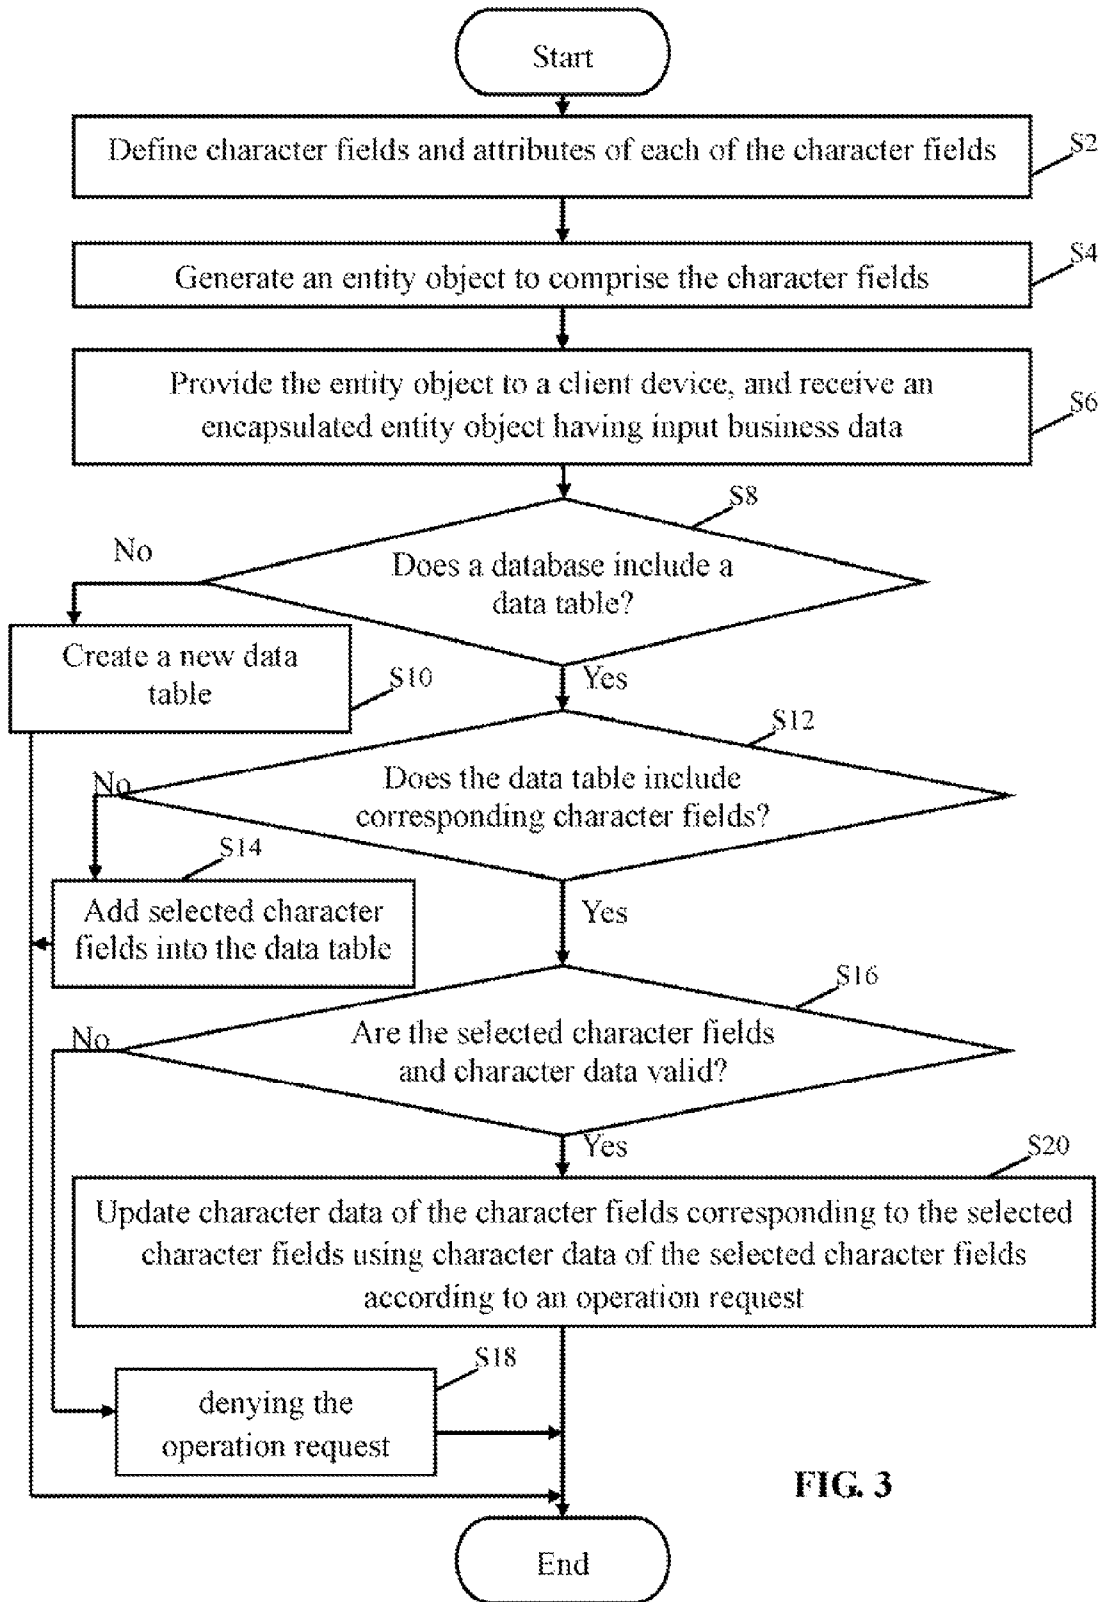 Start
Define character fields and attributes of each of the character fields
S2
Generate an entity object to comprise the character fields
S4
Provide the entity object to a client device, and receive an
encapsulated entity object having input business data
S6
S8
No
Does a database include a
data table?
Yes
Create a new data
table
S10
S12
No
Does the data table include
corresponding character fields?
Yes
S14
Add selected character
fields into the data table
S16
No
Are the selected character fields
and character data valid?
Yes
S20
Update character data of the character fields corresponding to the selected
character fields using character data of the selected character fields
according to an operation request
S18
denying the
operation request
FIG. 3
End